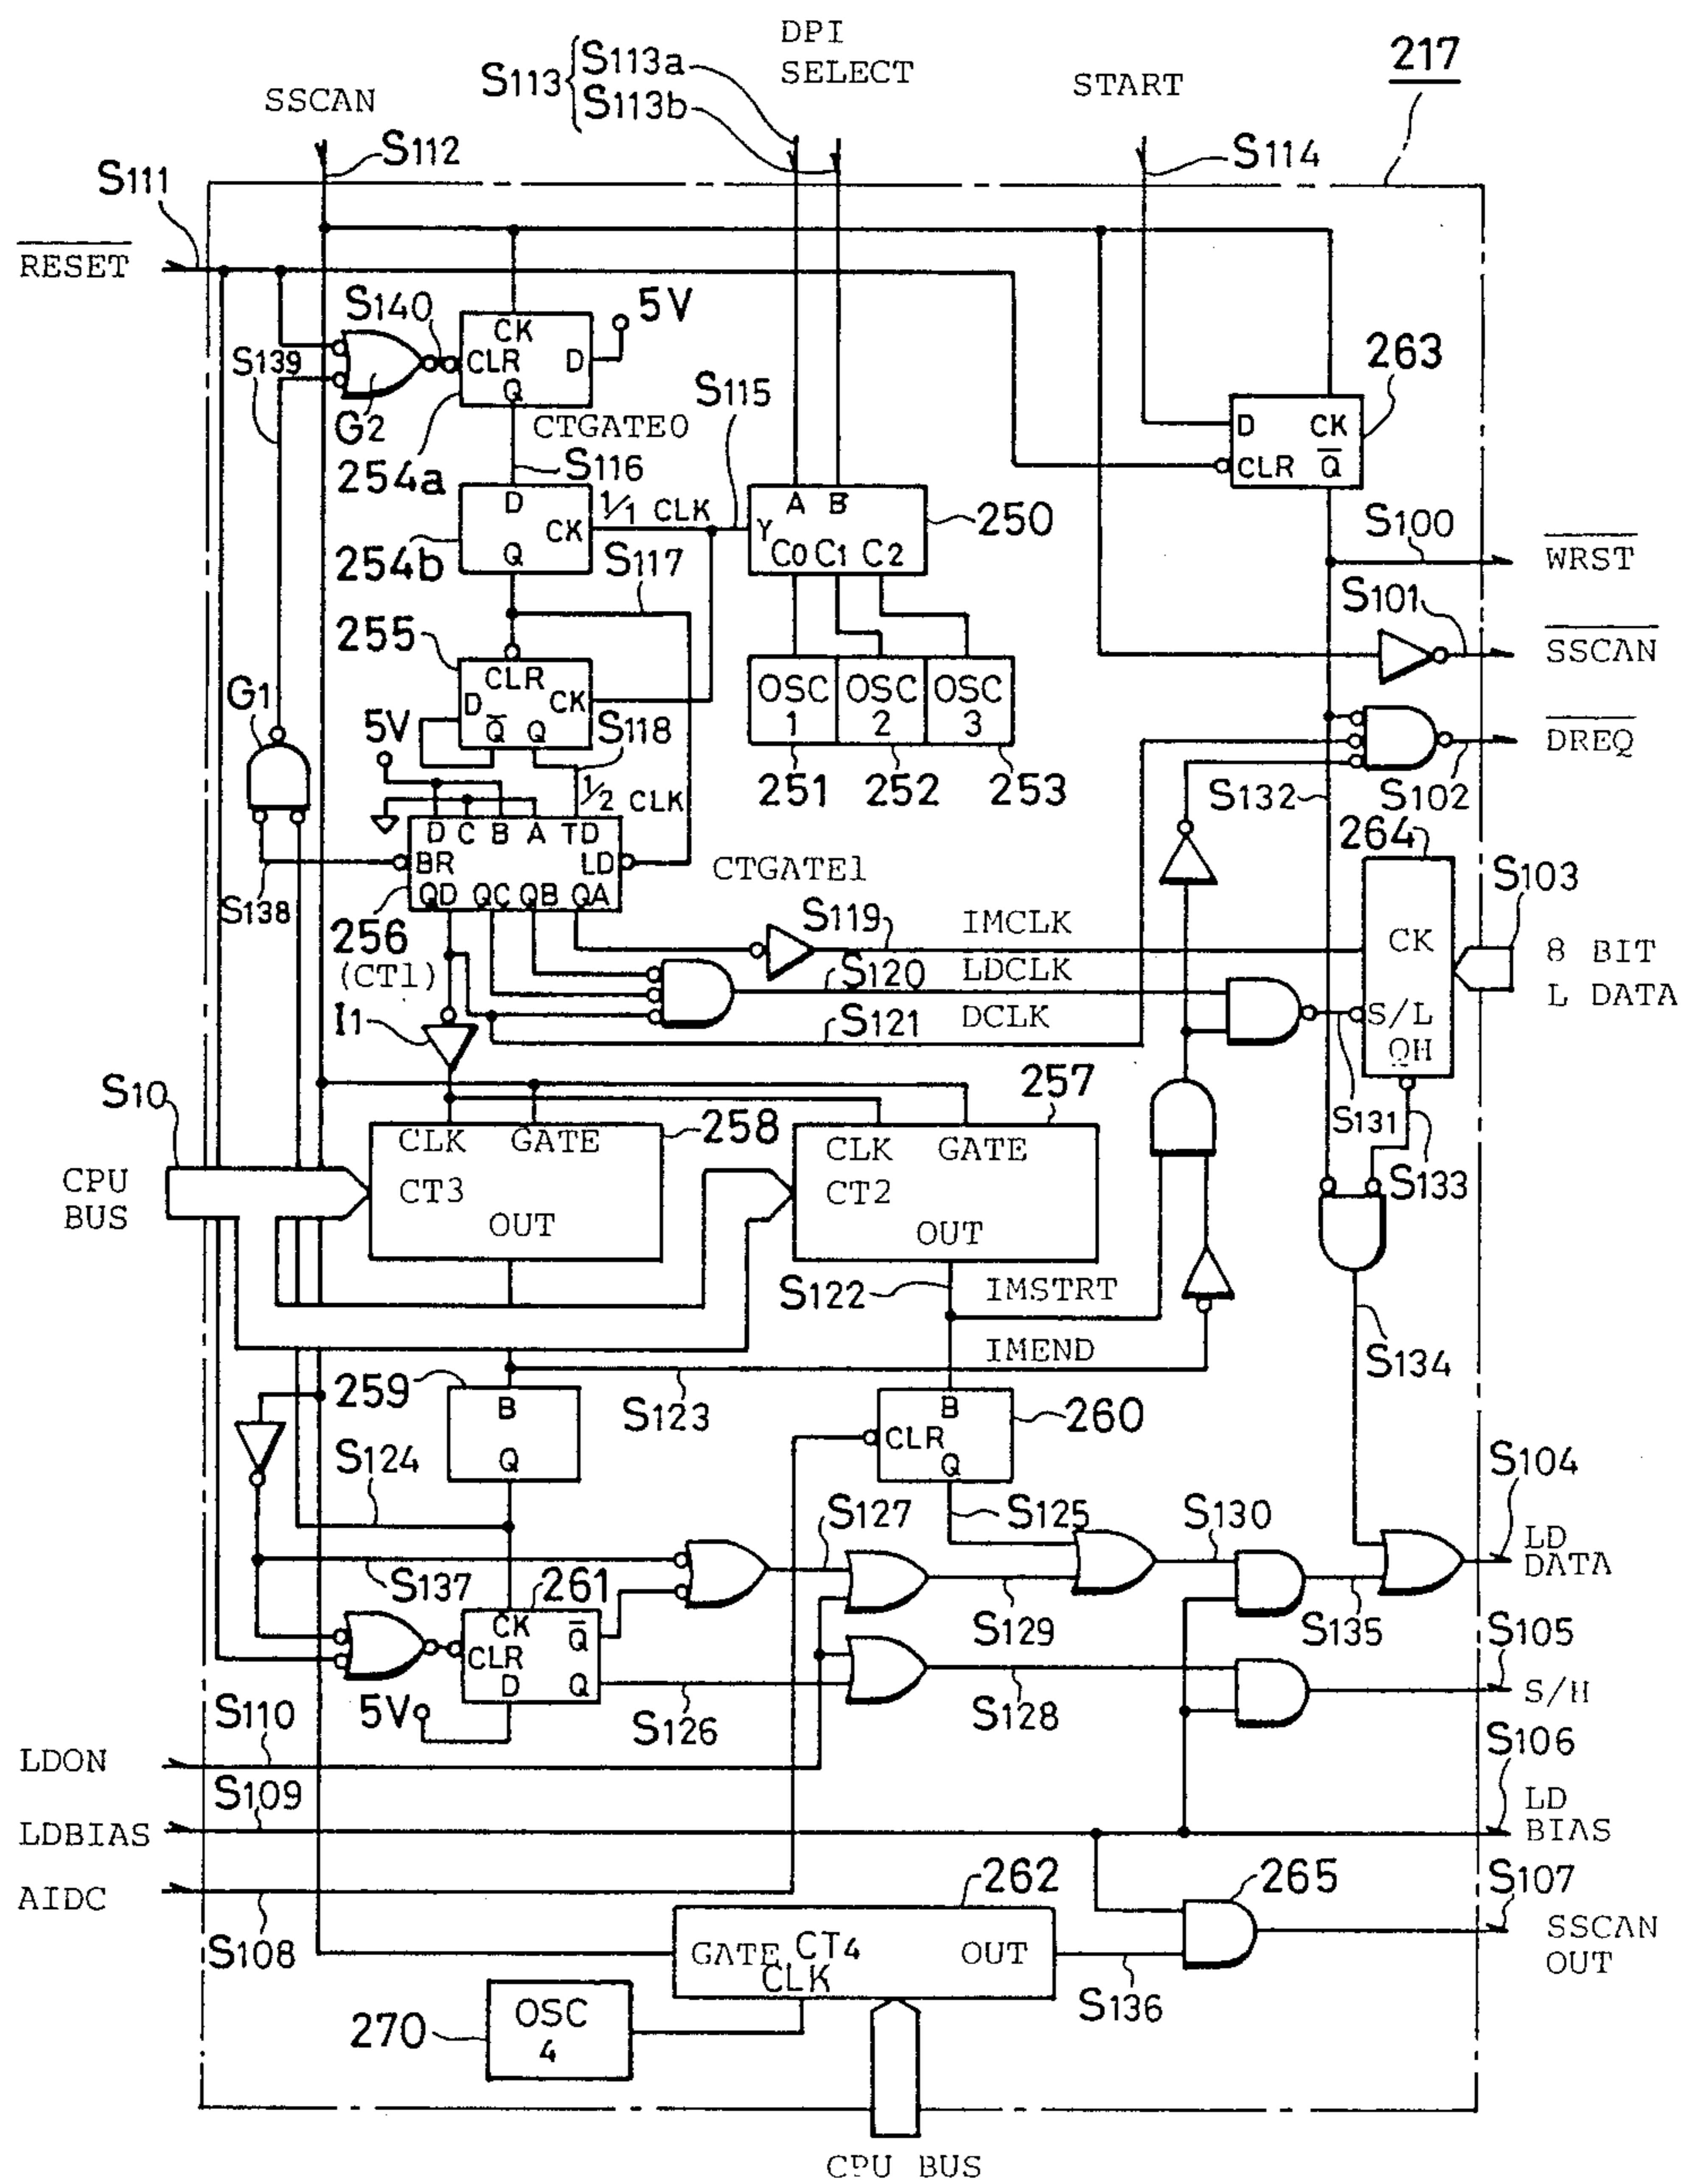 DPI
SELECT
S113
S113a
S113b
217
SSCAN
START
S112
S114
S111
RESET
S140
5V
CK
CLR
D
Q
S139
G2
254a
CTGATE0
S116
S115
263
D
CK
CLR
Q
A
B
Y
C0
C1
C2
250
D
1/1 CLK
CK
Q
254b
S117
S100
WRST
S101
SSCAN
255
CLR
D
CK
Q
Q
S118
OSC
1
OSC
2
OSC
3
251
252
253
G1
5V
1/2 CLK
DREQ
S132
S102
264
D
C
B
A
TD
BR
LD
QD
QC
QB
QA
CTGATE1
S138
256
(CT1)
S119
IMCLK
CK
S103
8 BIT
L DATA
S120
LDCLK
S121
DCLK
S/L
QH
I1
S10
CPU
BUS
CLK
GATE
CT3
OUT
258
257
CLK
GATE
CT2
OUT
S131
S133
S122
IMSTRT
IMEND
S134
259
B
Q
S123
B
CLR
Q
260
S124
S104
LD
DATA
S127
S125
S130
S137
261
CK
CLR
D
Q
Q
S129
S135
S105
S/H
5V
S126
S128
S110
LDON
S106
LD
BIAS
S109
LDBIAS
AIDC
S108
262
265
S107
SSCAN
OUT
GATE
CT4
CLK
OUT
S136
270
OSC
4
CPU BUS